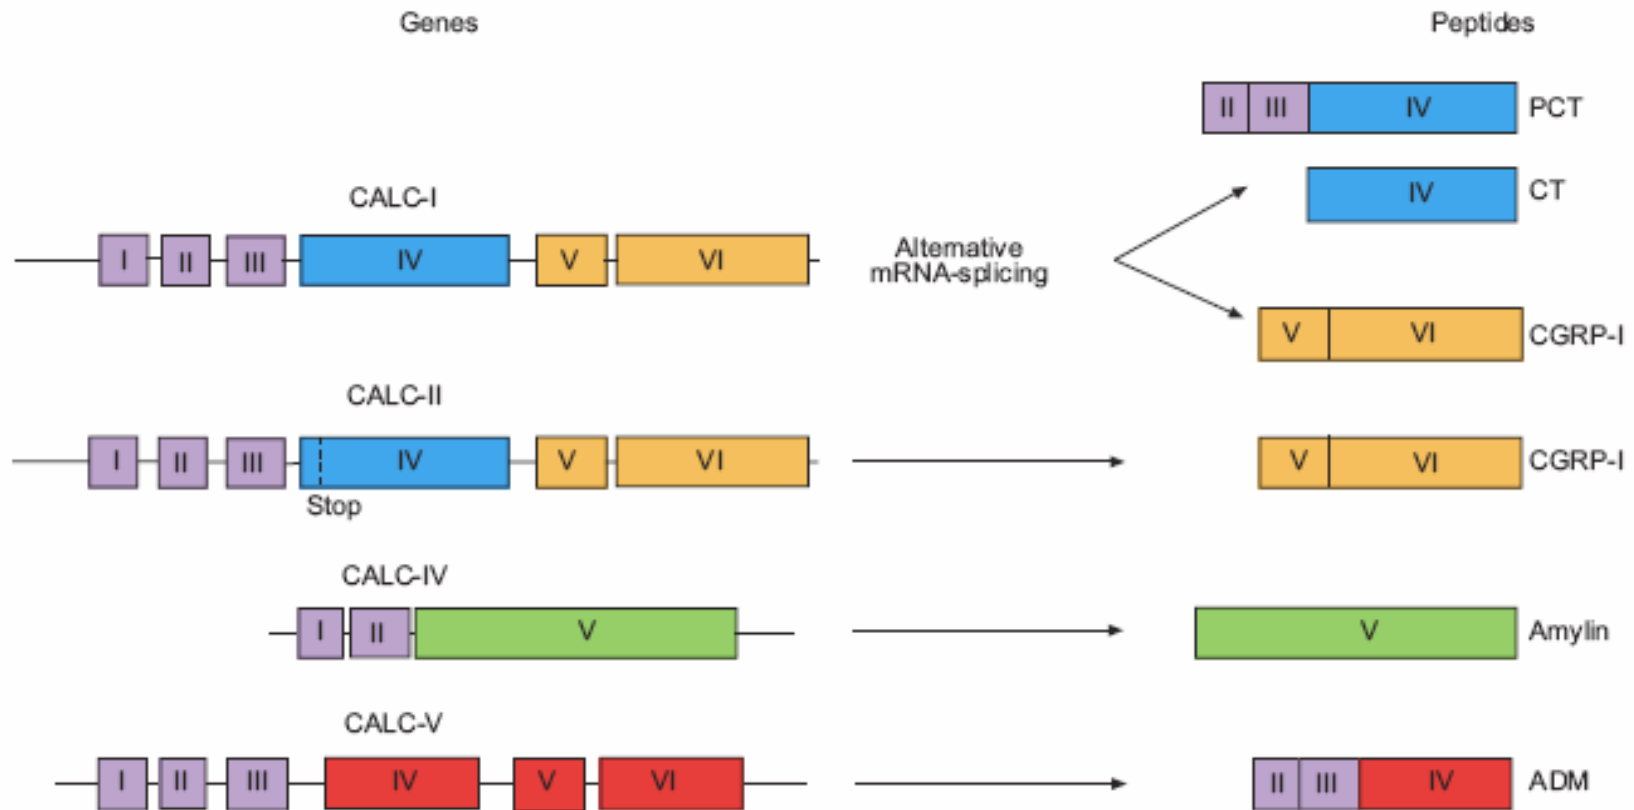 Genes
Peptides
II III IV PCT
IV CT
CALC-I
I II III IV V VI
Alternative
mRNA-splicing
V VI CGRP-I
CALC-II
I II III IV V VI
Stop
V VI CGRP-I
CALC-IV
I II V
V Amylin
CALC-V
I II III IV V VI
II III IV ADM